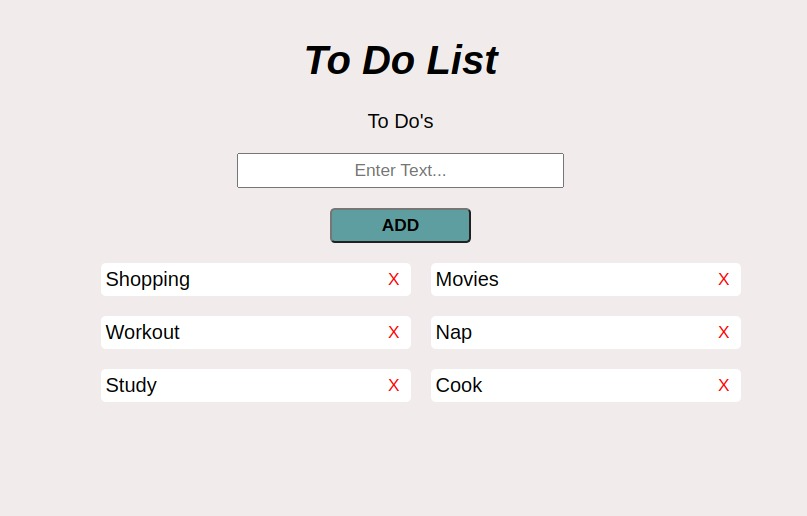 To Do List
To Do's
Enter Text...
ADD
Shopping X Movies X
Workout X Nap X
Study X Cook X